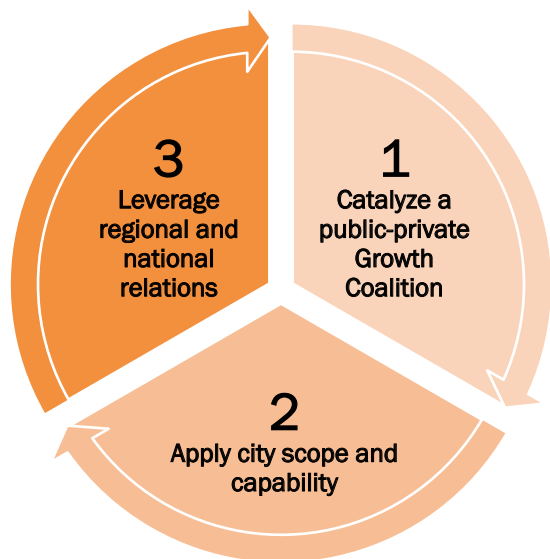 1
Catalyze a
public-private
Growth
Coalition
2
Apply city scope and
capability
3
Leverage
regional and
national
relations